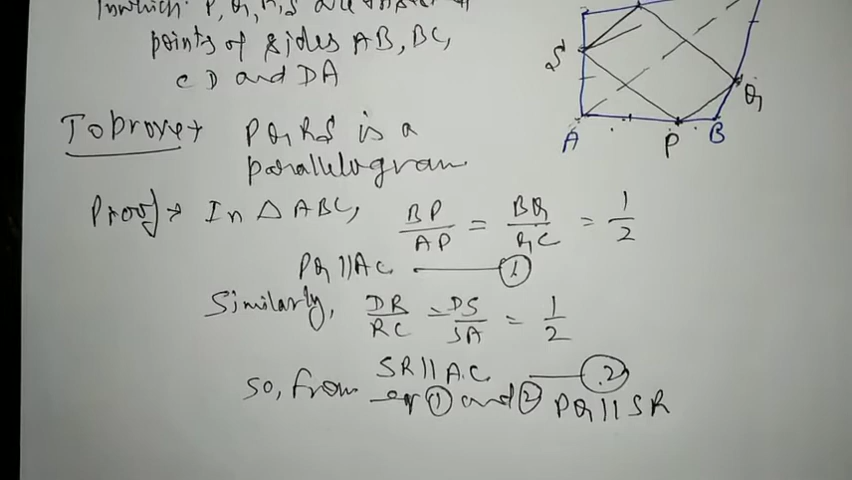 P, Q, R, S are
points of sides AB, BC,
CD and DA
To prove→ PQRS is a
parallelogram
Proof→ In △ ABC, BP/AP = BQ/QC = 1/2
PQ || AC — ①
Similarly, DR/RC = DS/SA = 1/2
SR || AC — ②
so, from eq ① and ② PQ || SR
S
Q
A
P
B